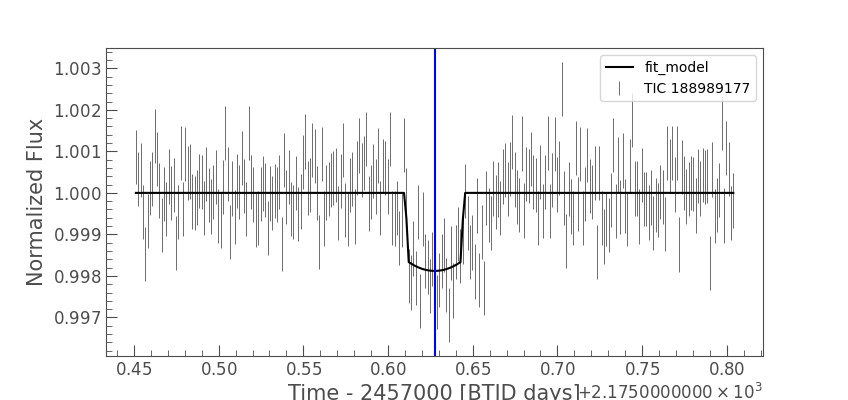 fit_model
TIC 188989177
1.003
1.002
1.001
1.000
0.999
0.998
0.997
Normalized Flux
0.45 0.50 0.55 0.60 0.65 0.70 0.75 0.80
Time - 2457000 [BTJD days]
+2.1750000000 × 10³